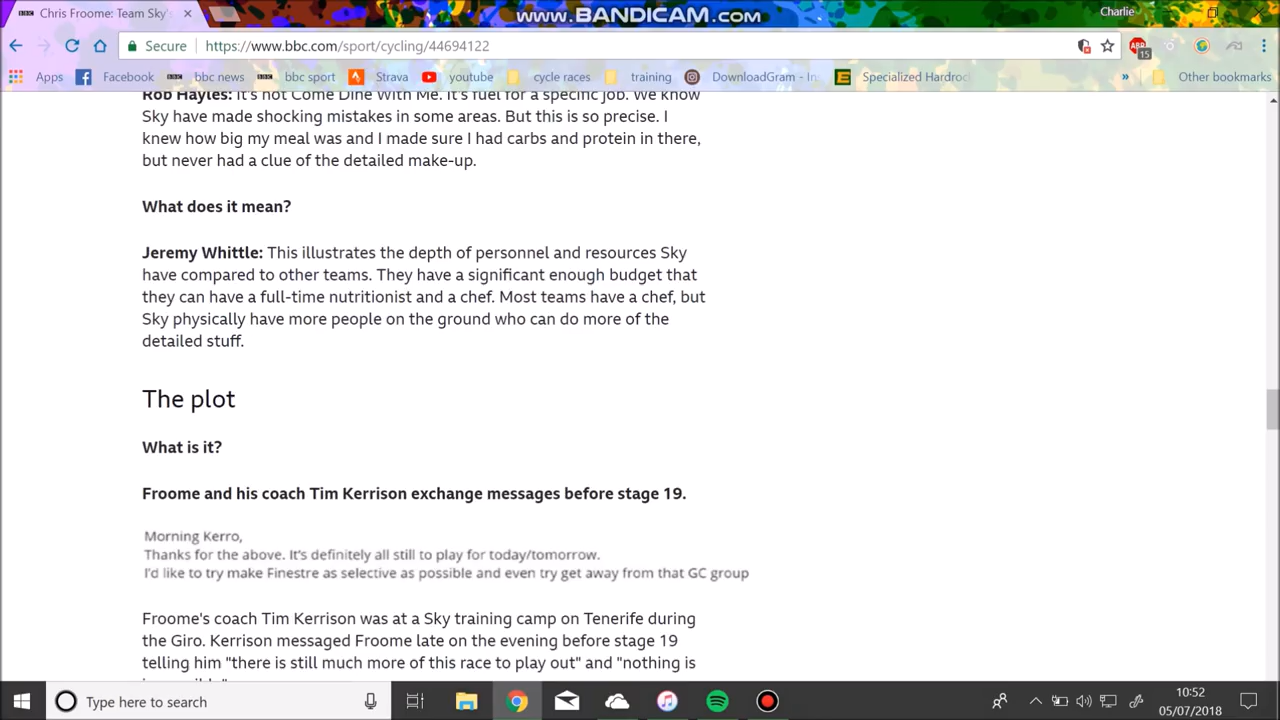 Chris Froome: Team Sky's
www.BANDICAM.com
Charlie
Secure
https://www.bbc.com/sport/cycling/44694122
ABP
15
Apps
Facebook
bbc news
bbc sport
Strava
youtube
cycle races
training
DownloadGram - In
Specialized Hardroc
»
Other bookmarks
Rob Hayles: It's not Come Dine With Me. It's fuel for a specific job. We know
Sky have made shocking mistakes in some areas. But this is so precise. I
knew how big my meal was and I made sure I had carbs and protein in there,
but never had a clue of the detailed make-up.
What does it mean?
Jeremy Whittle: This illustrates the depth of personnel and resources Sky
have compared to other teams. They have a significant enough budget that
they can have a full-time nutritionist and a chef. Most teams have a chef, but
Sky physically have more people on the ground who can do more of the
detailed stuff.
The plot
What is it?
Froome and his coach Tim Kerrison exchange messages before stage 19.
Morning Kerro,
Thanks for the above. It's definitely all still to play for today/tomorrow.
I'd like to try make Finestre as selective as possible and even try get away from that GC group
Froome's coach Tim Kerrison was at a Sky training camp on Tenerife during
the Giro. Kerrison messaged Froome late on the evening before stage 19
telling him "there is still much more of this race to play out" and "nothing is
Type here to search
10:52
05/07/2018